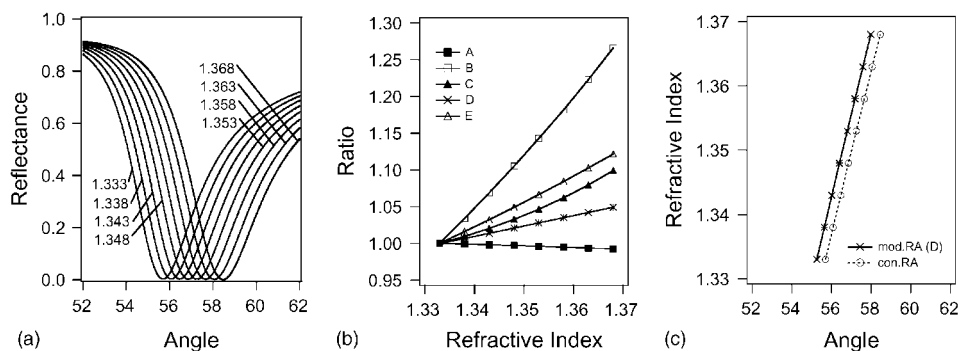 1.0
0.8
0.6
0.4
0.2
0.0
Reflectance
1.368
1.363
1.358
1.353
1.333
1.338
1.343
1.348
52 54 56 58 60 62
(a) Angle
1.30
1.25
1.20
1.15
1.10
1.05
1.00
0.95
Ratio
A
B
C
D
E
1.33 1.34 1.35 1.36 1.37
(b) Refractive Index
1.37
1.36
1.35
1.34
1.33
Refractive Index
mod.RA (D)
con.RA
52 54 56 58 60 62
(c) Angle